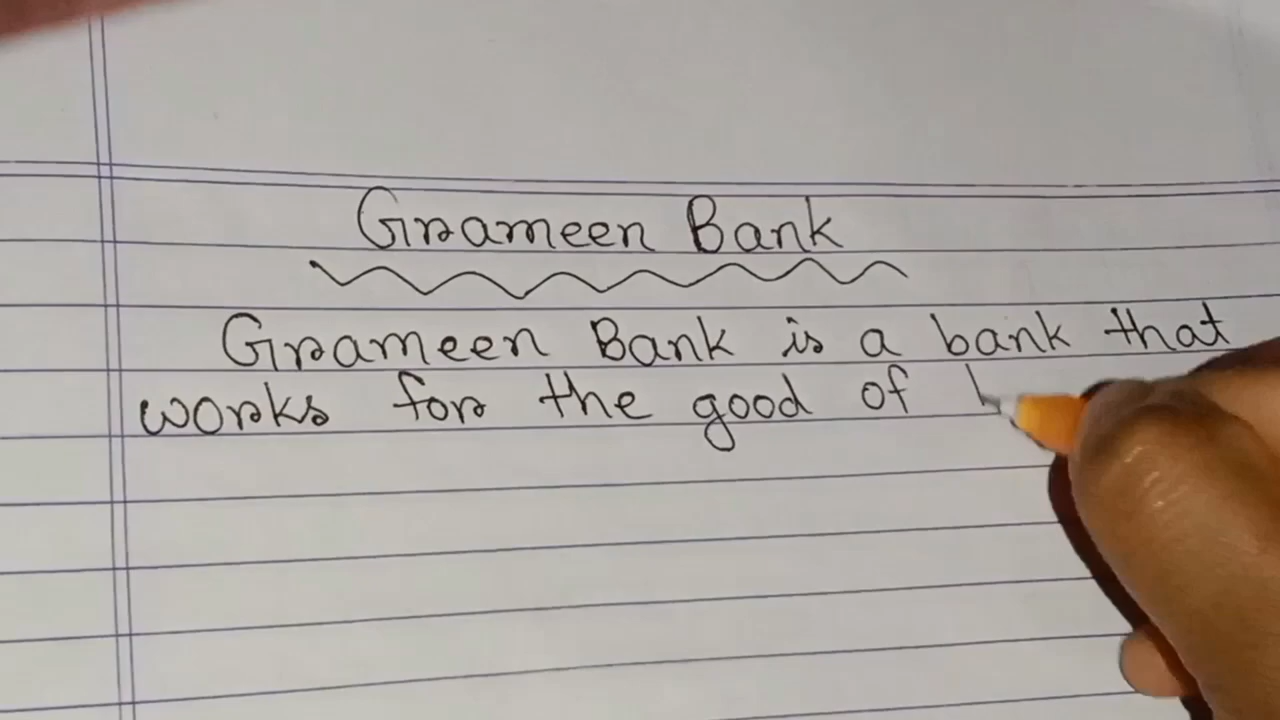 Grameen Bank
Grameen Bank is a bank that
works for the good of